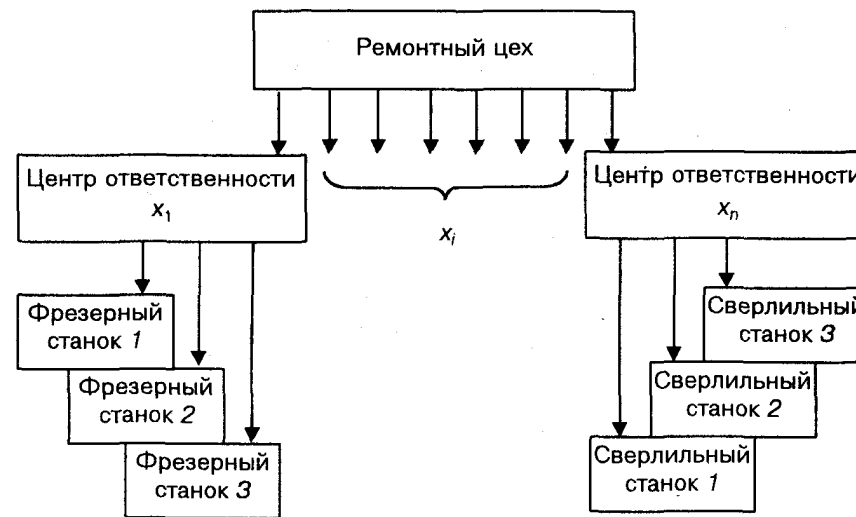 Ремонтный цех
Центр ответственности
x₁
xᵢ
Центр ответственности
xₙ
Фрезерный
станок 1
Фрезерный
станок 2
Фрезерный
станок 3
Сверлильный
станок 3
Сверлильный
станок 2
Сверлильный
станок 1